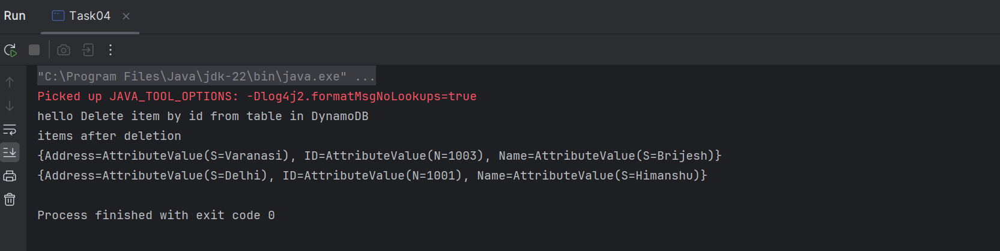 Run Task04
"C:\Program Files\Java\jdk-22\bin\java.exe" ...
Picked up JAVA_TOOL_OPTIONS: -Dlog4j2.formatMsgNoLookups=true
hello Delete item by id from table in DynamoDB
items after deletion
{Address=AttributeValue(S=Varanasi), ID=AttributeValue(N=1003), Name=AttributeValue(S=Brijesh)}
{Address=AttributeValue(S=Delhi), ID=AttributeValue(N=1001), Name=AttributeValue(S=Himanshu)}
Process finished with exit code 0